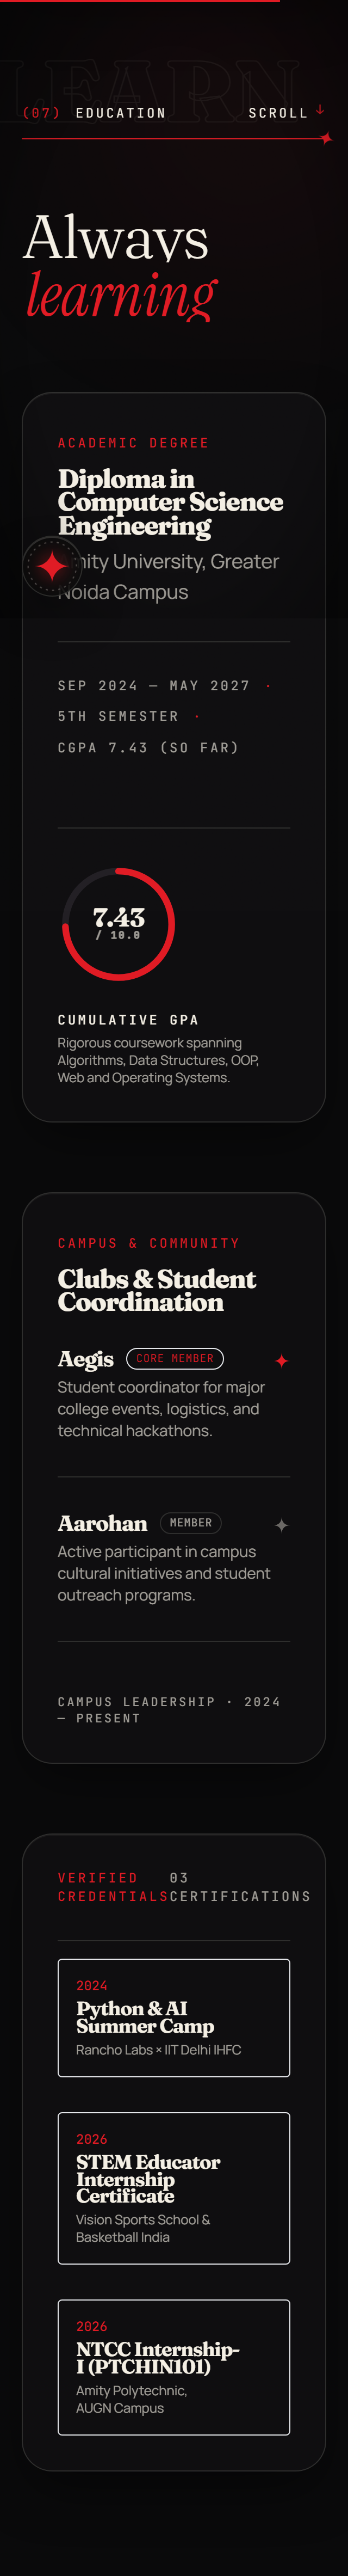 LEARN
(07) EDUCATION
SCROLL ↓
Always
learning
ACADEMIC DEGREE
Diploma in
Computer Science
Engineering
mity University, Greater
Noida Campus
SEP 2024 — MAY 2027 ·
5TH SEMESTER ·
CGPA 7.43 (SO FAR)
7.43
/ 10.0
CUMULATIVE GPA
Rigorous coursework spanning
Algorithms, Data Structures, OOP,
Web and Operating Systems.
CAMPUS & COMMUNITY
Clubs & Student
Coordination
Aegis CORE MEMBER
Student coordinator for major
college events, logistics, and
technical hackathons.
Aarohan MEMBER
Active participant in campus
cultural initiatives and student
outreach programs.
CAMPUS LEADERSHIP · 2024
— PRESENT
VERIFIED
CREDENTIALS
03
CERTIFICATIONS
2024
Python & AI
Summer Camp
Rancho Labs × IIT Delhi IHFC
2026
STEM Educator
Internship
Certificate
Vision Sports School &
Basketball India
2026
NTCC Internship-
I (PTCHIN101)
Amity Polytechnic,
AUGN Campus